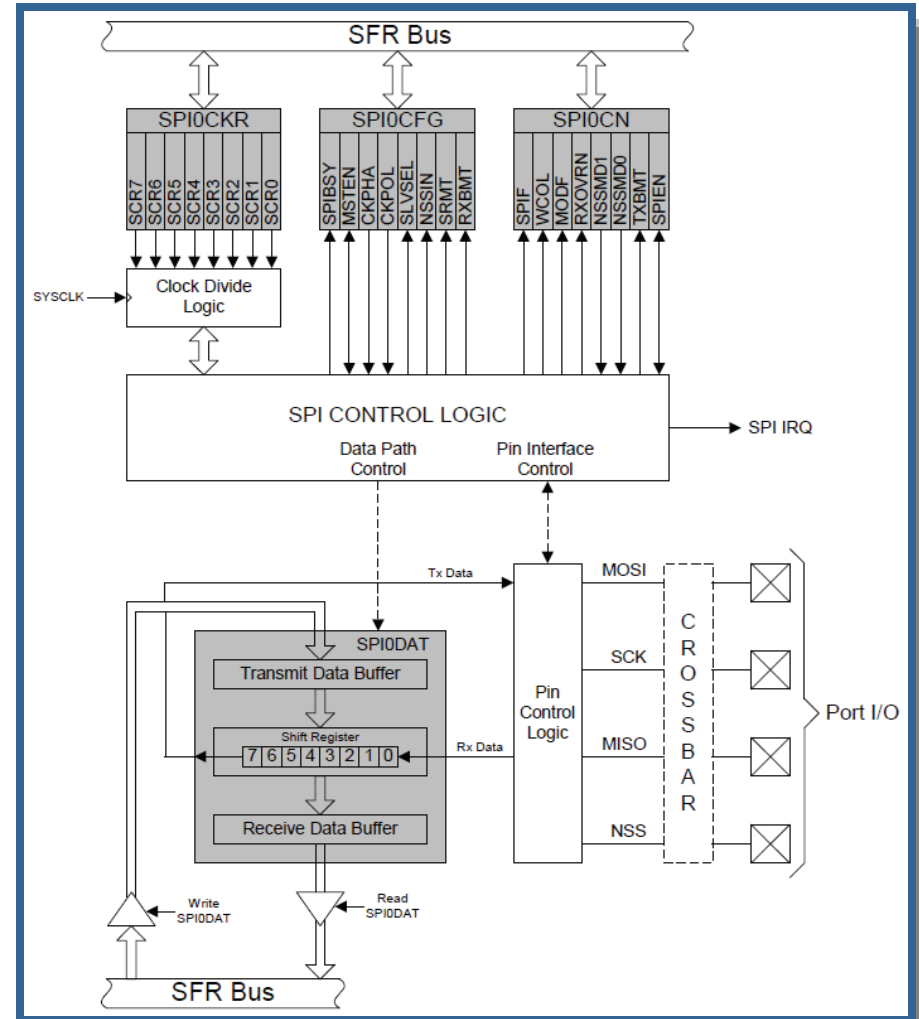 SFR Bus
SPI0CKR
SCR7
SCR6
SCR5
SCR4
SCR3
SCR2
SCR1
SCR0
SPI0CFG
SPIBSY
MSTEN
CKPHA
CKPOL
SLVSEL
NSSIN
SRMT
RXBMT
SPI0CN
SPIF
WCOL
MODF
RXOVRN
NSSMD1
NSSMD0
TXBMT
SPIEN
SYSCLK
Clock Divide
Logic
SPI CONTROL LOGIC
Data Path
Control
Pin Interface
Control
SPI IRQ
Tx Data
SPI0DAT
Transmit Data Buffer
Shift Register
7 6 5 4 3 2 1 0
Rx Data
Receive Data Buffer
Pin
Control
Logic
MOSI
SCK
MISO
NSS
CROSSBAR
Port I/O
Write
SPI0DAT
Read
SPI0DAT
SFR Bus